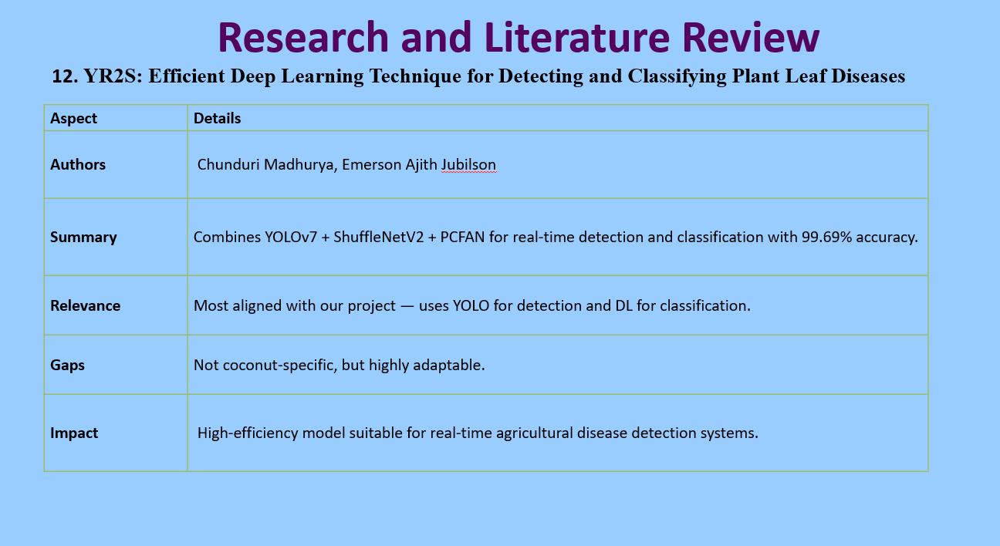 Research and Literature Review
12. YR2S: Efficient Deep Learning Technique for Detecting and Classifying Plant Leaf Diseases
Aspect Details
Authors Chunduri Madhurya, Emerson Ajith Jubilson
Summary Combines YOLOv7 + ShuffleNetV2 + PCFAN for real-time detection and classification with 99.69% accuracy.
Relevance Most aligned with our project — uses YOLO for detection and DL for classification.
Gaps Not coconut-specific, but highly adaptable.
Impact High-efficiency model suitable for real-time agricultural disease detection systems.